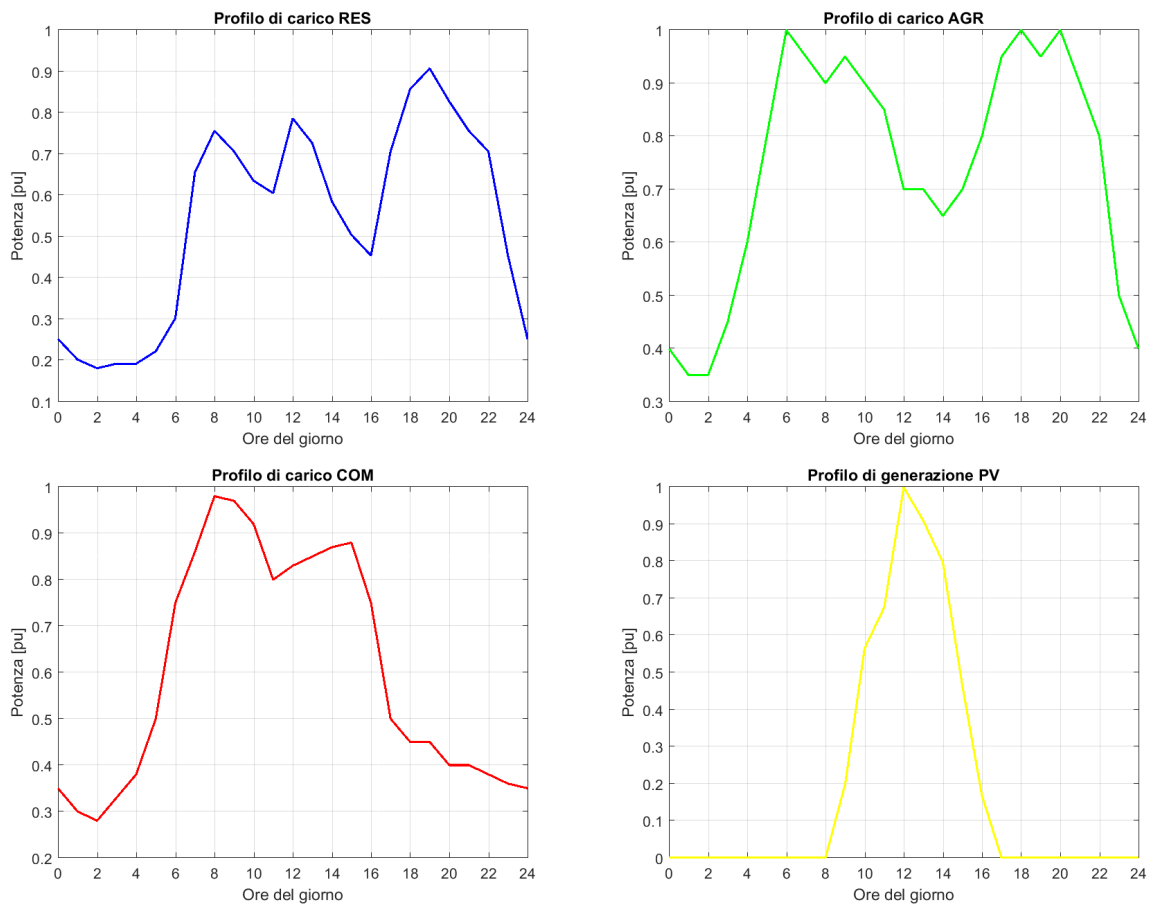 Profilo di carico RES
Potenza [pu]
1
0.9
0.8
0.7
0.6
0.5
0.4
0.3
0.2
0.1
0 2 4 6 8 10 12 14 16 18 20 22 24
Ore del giorno
Profilo di carico AGR
Potenza [pu]
1
0.9
0.8
0.7
0.6
0.5
0.4
0.3
0 2 4 6 8 10 12 14 16 18 20 22 24
Ore del giorno
Profilo di carico COM
Potenza [pu]
1
0.9
0.8
0.7
0.6
0.5
0.4
0.3
0.2
0 2 4 6 8 10 12 14 16 18 20 22 24
Ore del giorno
Profilo di generazione PV
Potenza [pu]
1
0.9
0.8
0.7
0.6
0.5
0.4
0.3
0.2
0.1
0
0 2 4 6 8 10 12 14 16 18 20 22 24
Ore del giorno